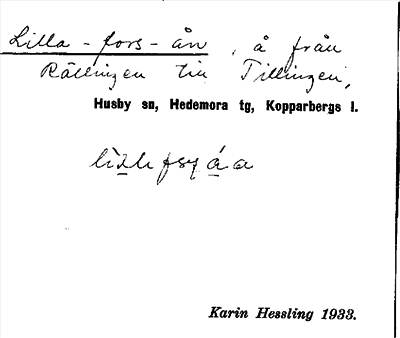 Lilla-fors-ån, å från
Rällingen till Tillingen,
Husby sn, Hedemora tg, Kopparbergs l.
Karin Hessling 1933.